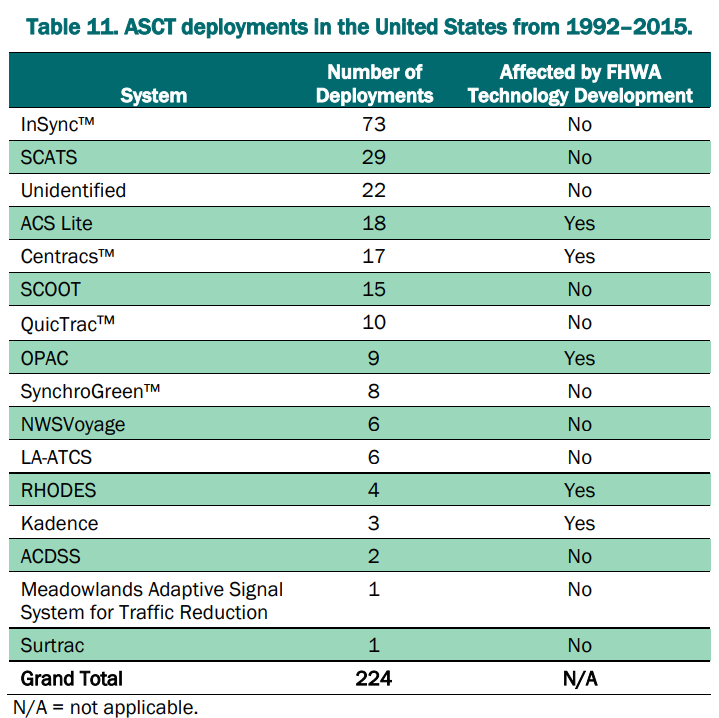 Table 11. ASCT deployments in the United States from 1992–2015.
System Number of Deployments Affected by FHWA Technology Development
InSync™ 73 No
SCATS 29 No
Unidentified 22 No
ACS Lite 18 Yes
Centracs™ 17 Yes
SCOOT 15 No
QuicTrac™ 10 No
OPAC 9 Yes
SynchroGreen™ 8 No
NWSVoyage 6 No
LA-ATCS 6 No
RHODES 4 Yes
Kadence 3 Yes
ACDSS 2 No
Meadowlands Adaptive Signal 1 No
System for Traffic Reduction
Surtrac 1 No
Grand Total 224 N/A
N/A = not applicable.